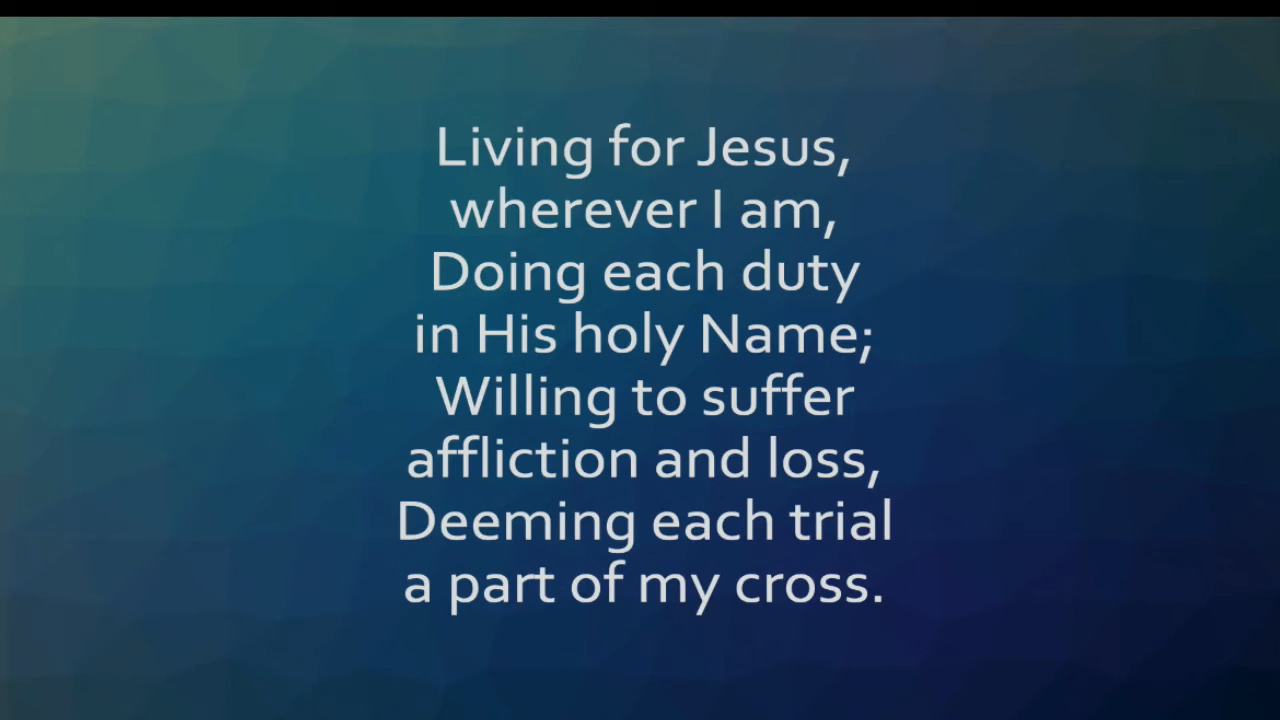 Living for Jesus,
wherever I am,
Doing each duty
in His holy Name;
Willing to suffer
affliction and loss,
Deeming each trial
a part of my cross.